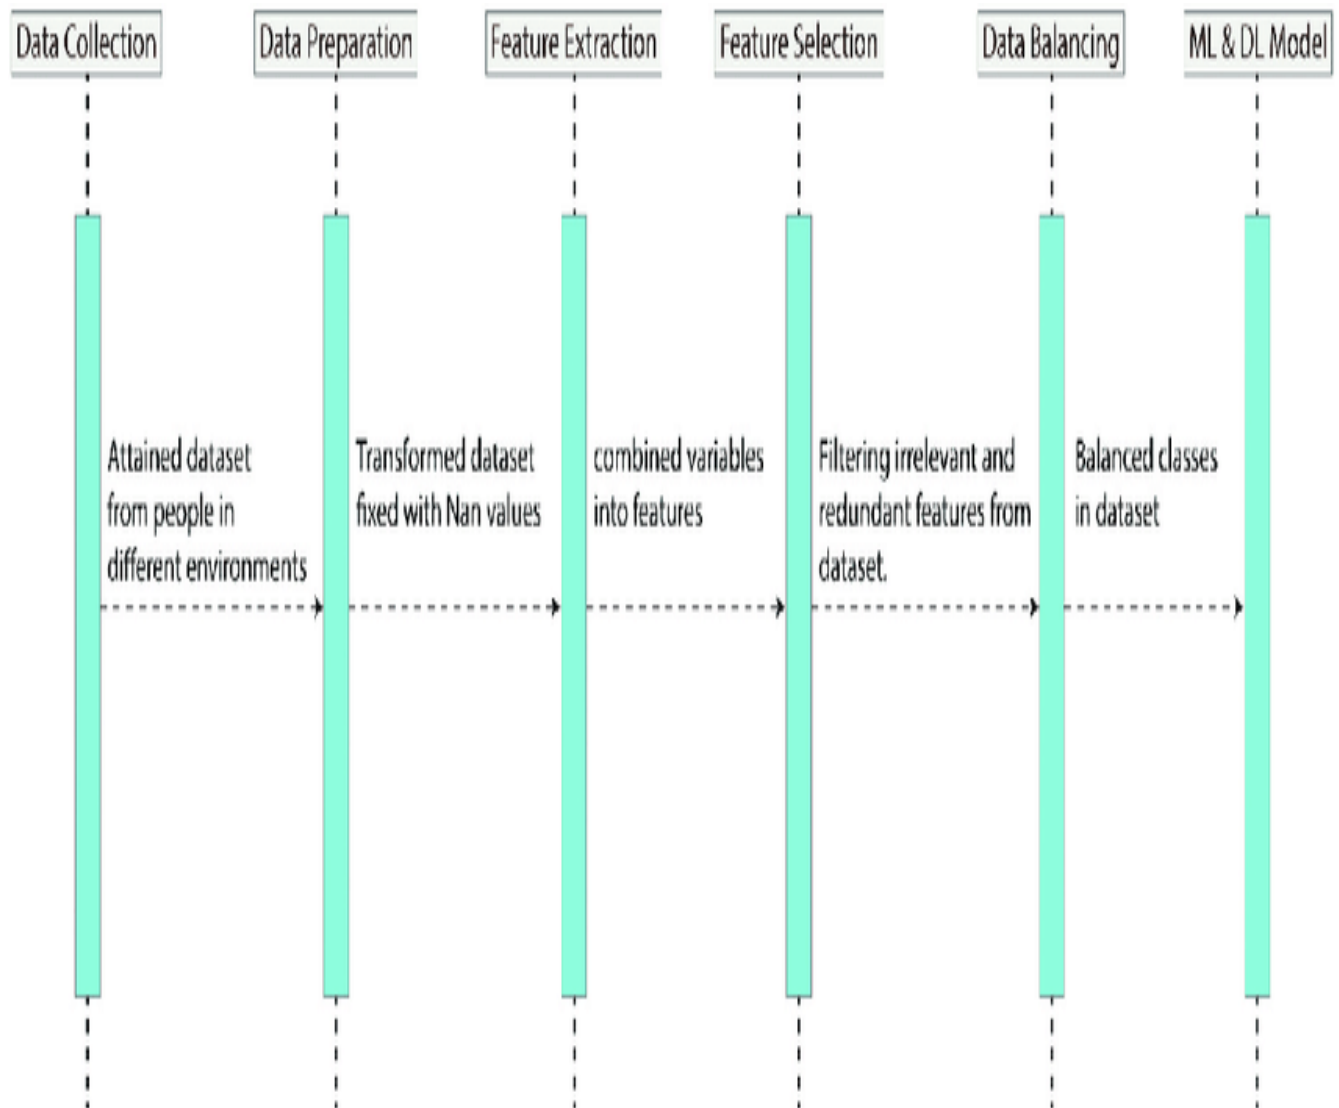 Data Collection
Data Preparation
Feature Extraction
Feature Selection
Data Balancing
ML & DL Model
Attained dataset
from people in
different environments
Transformed dataset
fixed with Nan values
combined variables
into features
Filtering irrelevant and
redundant features from
dataset.
Balanced classes
in dataset